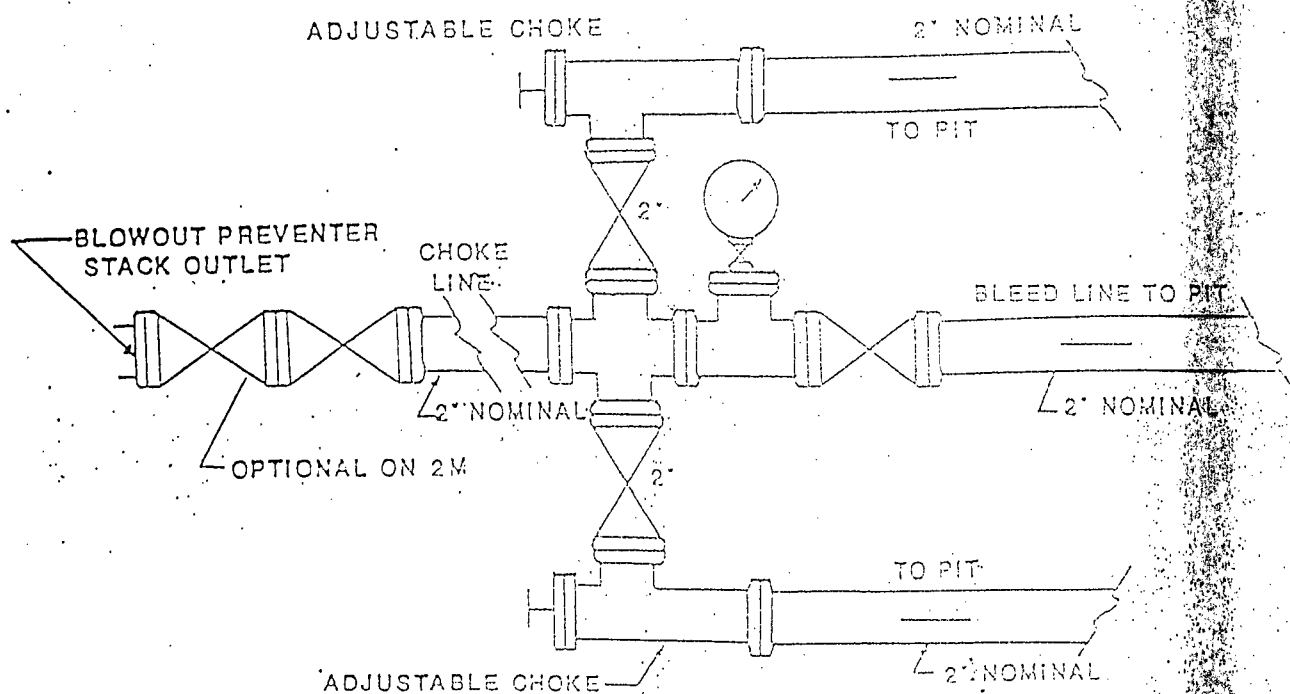 ADJUSTABLE CHOKE
2" NOMINAL
TO PIT
2"
BLOWOUT PREVENTER
STACK OUTLET
CHOKE
LINE
BLEED LINE TO PIT
2" NOMINAL
2" NOMINAL
OPTIONAL ON 2M
2"
TO PIT
2" NOMINAL
ADJUSTABLE CHOKE